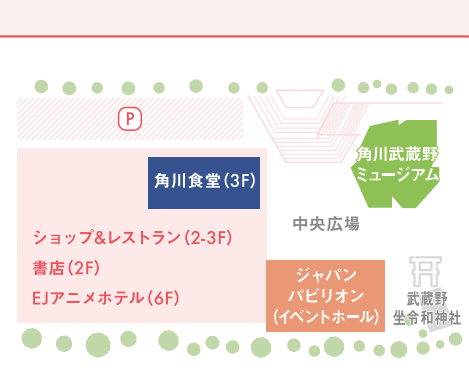 P
角川武蔵野
ミュージアム
角川食堂（3F）
中央広場
ショップ&レストラン（2-3F）
書店（2F）
EJアニメホテル（6F）
ジャパン
パビリオン
（イベントホール）
武蔵野
坐令和神社